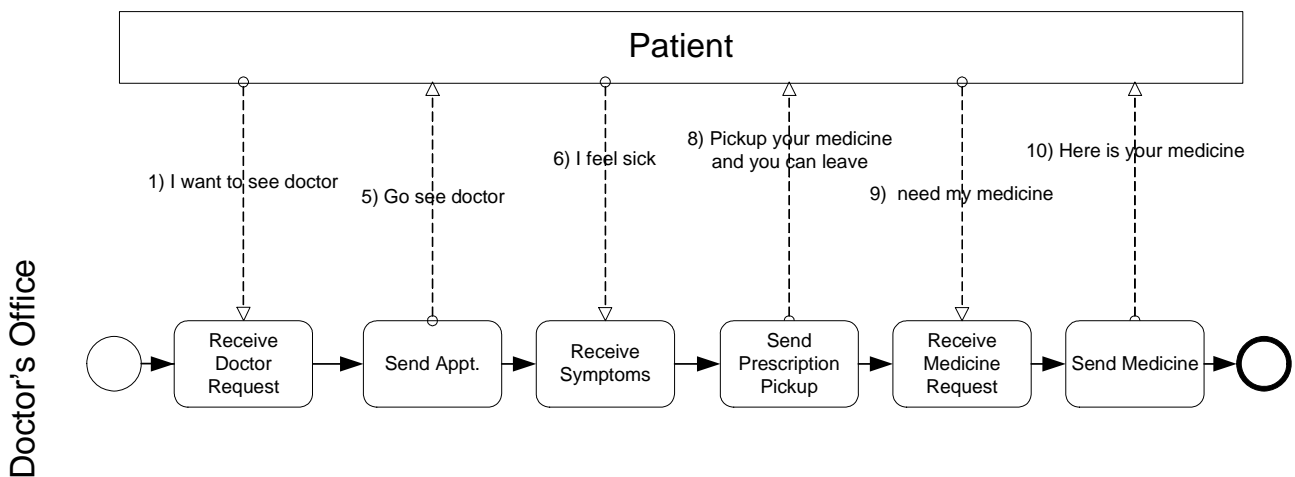 Patient
1) I want to see doctor
5) Go see doctor
6) I feel sick
8) Pickup your medicine
and you can leave
9)  need my medicine
10) Here is your medicine
Doctor's Office
Receive
Doctor
Request
Send Appt.
Receive
Symptoms
Send
Prescription
Pickup
Receive
Medicine
Request
Send Medicine